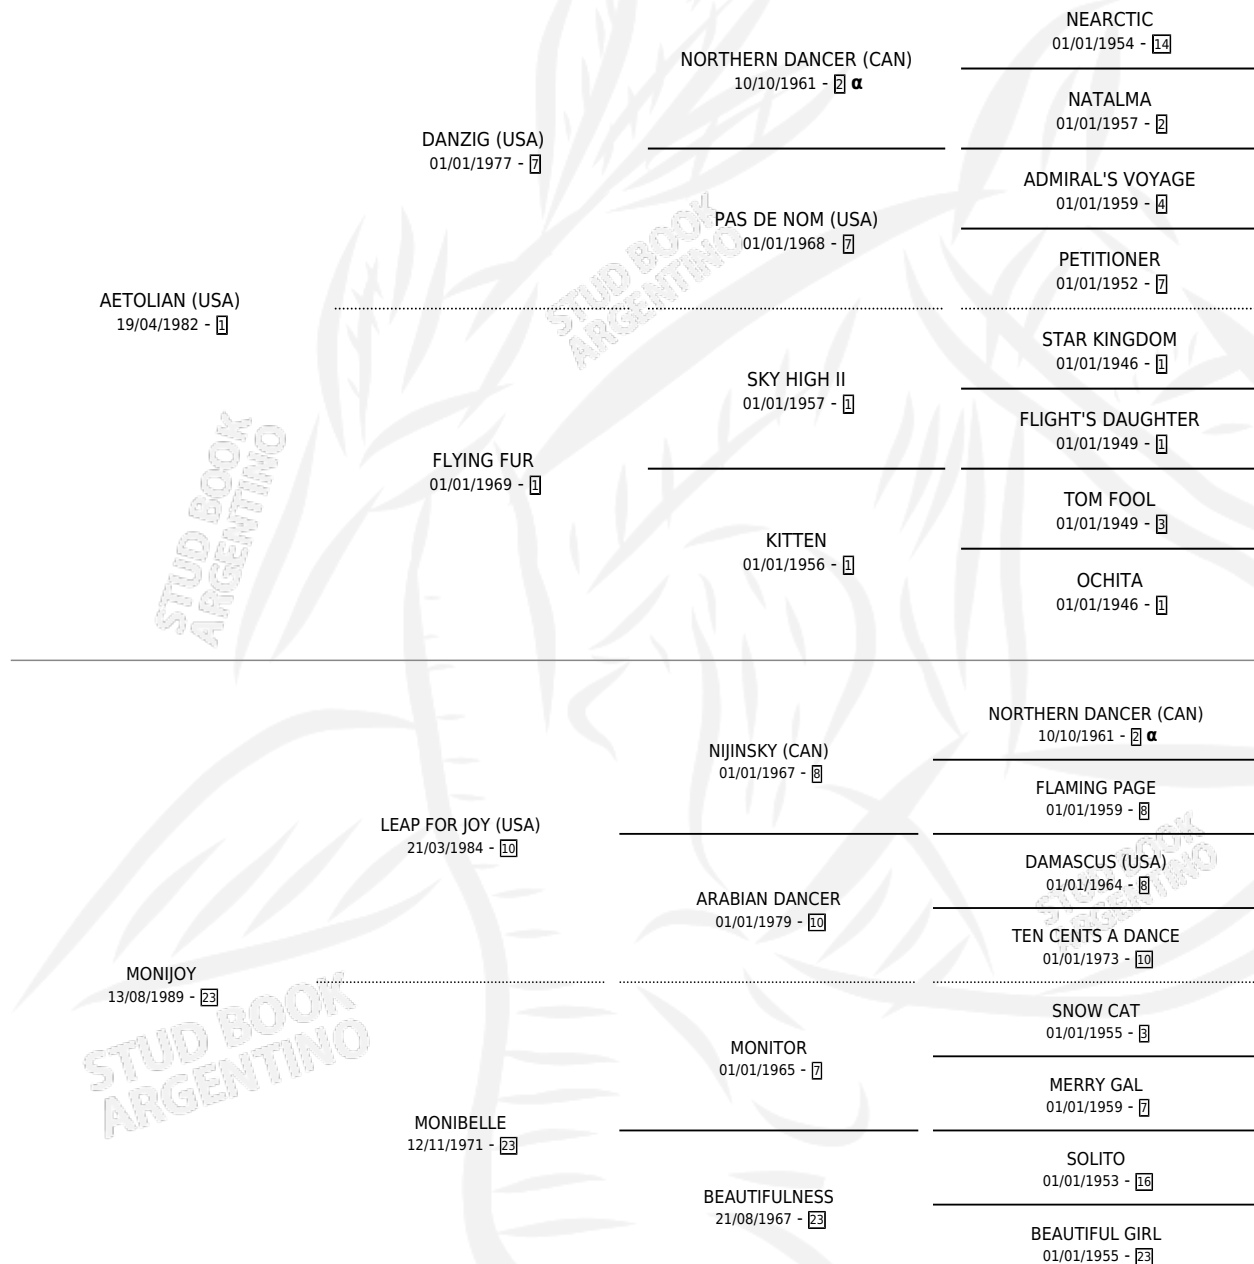 NEARCTIC
01/01/1954 - 14
NORTHERN DANCER (CAN)
10/10/1961 - 2 α
NATALMA
01/01/1957 - 2
DANZIG (USA)
01/01/1977 - 7
ADMIRAL'S VOYAGE
01/01/1959 - 4
PAS DE NOM (USA)
01/01/1968 - 7
PETITIONER
01/01/1952 - 7
AETOLIAN (USA)
19/04/1982 - 1
STAR KINGDOM
01/01/1946 - 1
SKY HIGH II
01/01/1957 - 1
FLIGHT'S DAUGHTER
01/01/1949 - 1
FLYING FUR
01/01/1969 - 1
TOM FOOL
01/01/1949 - 3
KITTEN
01/01/1956 - 1
OCHITA
01/01/1946 - 1
STUD BOOK
ARGENTINO
STUD BOOK
ARGENTINO
NORTHERN DANCER (CAN)
10/10/1961 - 2 α
NIJINSKY (CAN)
01/01/1967 - 8
FLAMING PAGE
01/01/1959 - 8
LEAP FOR JOY (USA)
21/03/1984 - 10
DAMASCUS (USA)
01/01/1964 - 8
ARABIAN DANCER
01/01/1979 - 10
TEN CENTS A DANCE
01/01/1973 - 10
MONIJOY
13/08/1989 - 23
SNOW CAT
01/01/1955 - 3
MONITOR
01/01/1965 - 7
MERRY GAL
01/01/1959 - 7
MONIBELLE
12/11/1971 - 23
SOLITO
01/01/1953 - 16
BEAUTIFULNESS
21/08/1967 - 23
BEAUTIFUL GIRL
01/01/1955 - 23
STUD BOOK
ARGENTINO
STUD BOOK
ARGENTINO